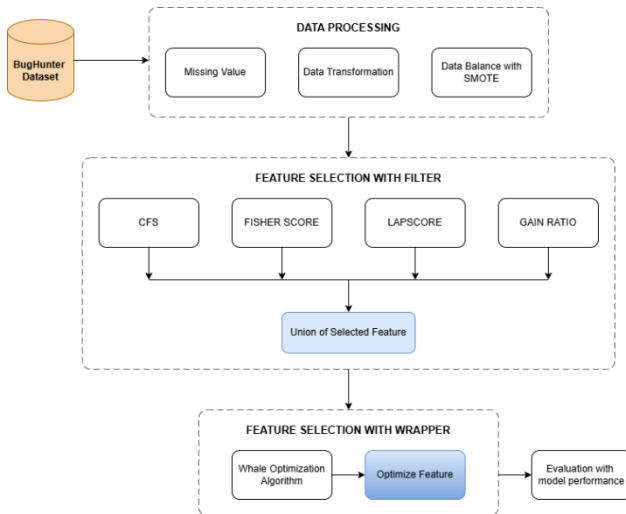 BugHunter
Dataset
DATA PROCESSING
Missing Value
Data Transformation
Data Balance with
SMOTE
FEATURE SELECTION WITH FILTER
CFS
FISHER SCORE
LAPSCORE
GAIN RATIO
Union of Selected Feature
FEATURE SELECTION WITH WRAPPER
Whale Optimization
Algorithm
Optimize Feature
Evaluation with
model performance